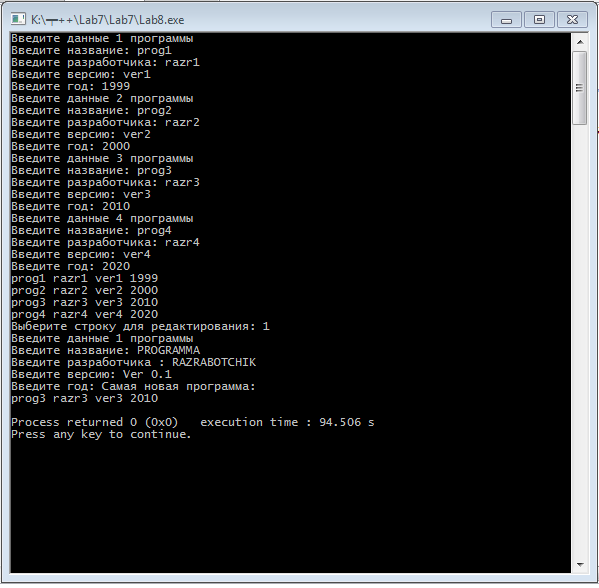 K:\┬┬++\Lab7\Lab7\Lab8.exe
Введите данные 1 программы
Введите название: prog1
Введите разработчика: razr1
Введите версию: ver1
Введите год: 1999
Введите данные 2 программы
Введите название: prog2
Введите разработчика: razr2
Введите версию: ver2
Введите год: 2000
Введите данные 3 программы
Введите название: prog3
Введите разработчика: razr3
Введите версию: ver3
Введите год: 2010
Введите данные 4 программы
Введите название: prog4
Введите разработчика: razr4
Введите версию: ver4
Введите год: 2020
prog1 razr1 ver1 1999
prog2 razr2 ver2 2000
prog3 razr3 ver3 2010
prog4 razr4 ver4 2020
Выберите строку для редактирования: 1
Введите данные 1 программы
Введите название: PROGRAMMA
Введите разработчика : RAZRABOTCHIK
Введите версию: Ver 0.1
Введите год: Самая новая программа:
prog3 razr3 ver3 2010
Process returned 0 (0x0)   execution time : 94.506 s
Press any key to continue.